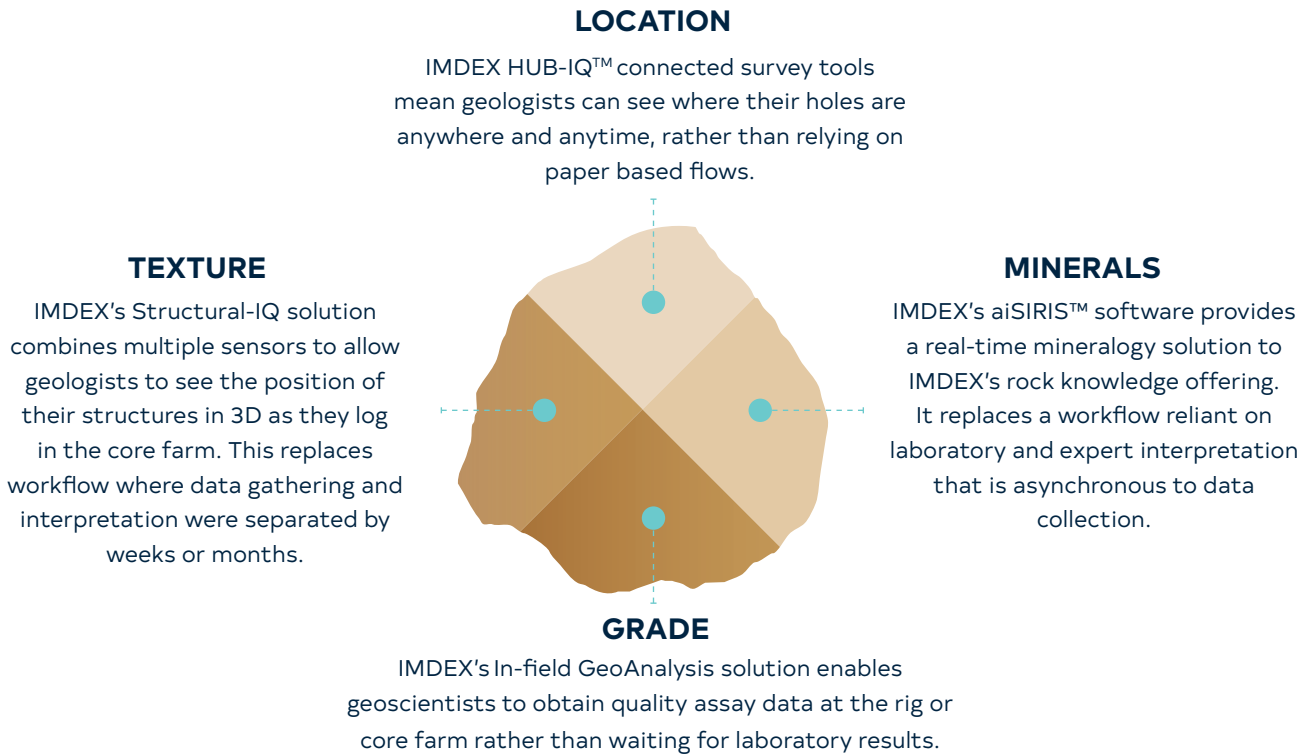 LOCATION
IMDEX HUB-IQ™ connected survey tools
mean geologists can see where their holes are
anywhere and anytime, rather than relying on
paper based flows.
TEXTURE
IMDEX's Structural-IQ solution
combines multiple sensors to allow
geologists to see the position of
their structures in 3D as they log
in the core farm. This replaces
workflow where data gathering and
interpretation were separated by
weeks or months.
MINERALS
IMDEX's aiSIRIS™ software provides
a real-time mineralogy solution to
IMDEX's rock knowledge offering.
It replaces a workflow reliant on
laboratory and expert interpretation
that is asynchronous to data
collection.
GRADE
IMDEX's In-field GeoAnalysis solution enables
geoscientists to obtain quality assay data at the rig or
core farm rather than waiting for laboratory results.